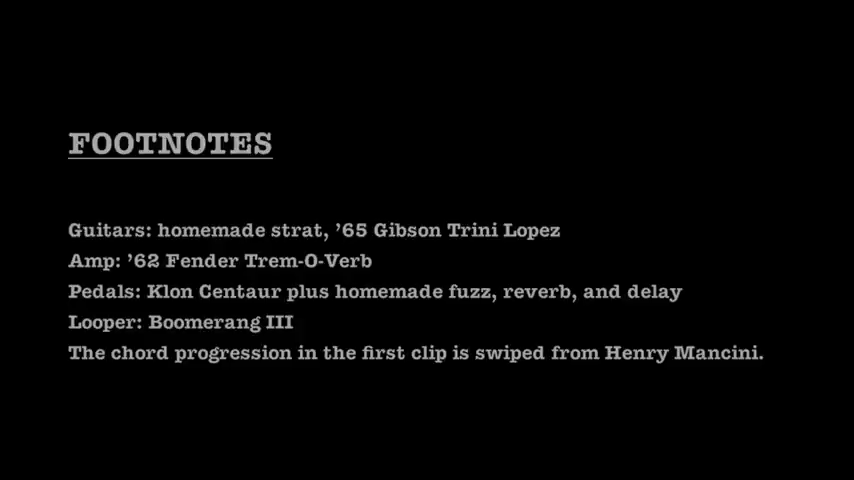 FOOTNOTES
Guitars: homemade strat, ’65 Gibson Trini Lopez
Amp: ’62 Fender Trem-O-Verb
Pedals: Klon Centaur plus homemade fuzz, reverb, and delay
Looper: Boomerang III
The chord progression in the first clip is swiped from Henry Mancini.